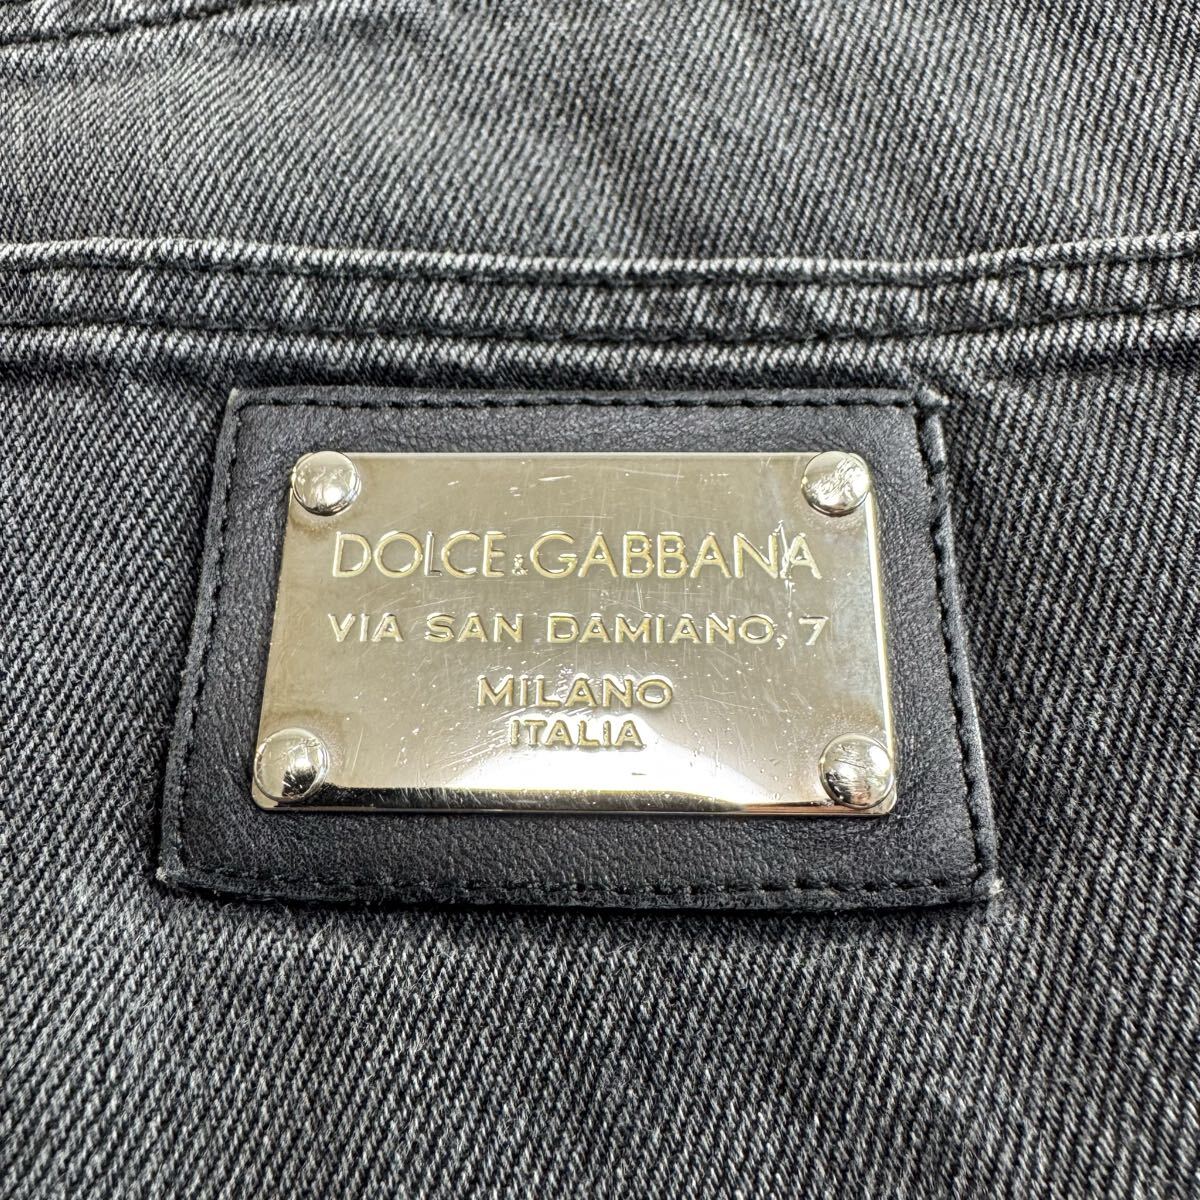 DOLCE&GABBANA
VIA SAN DAMIANO, 7
MILANO
ITALIA